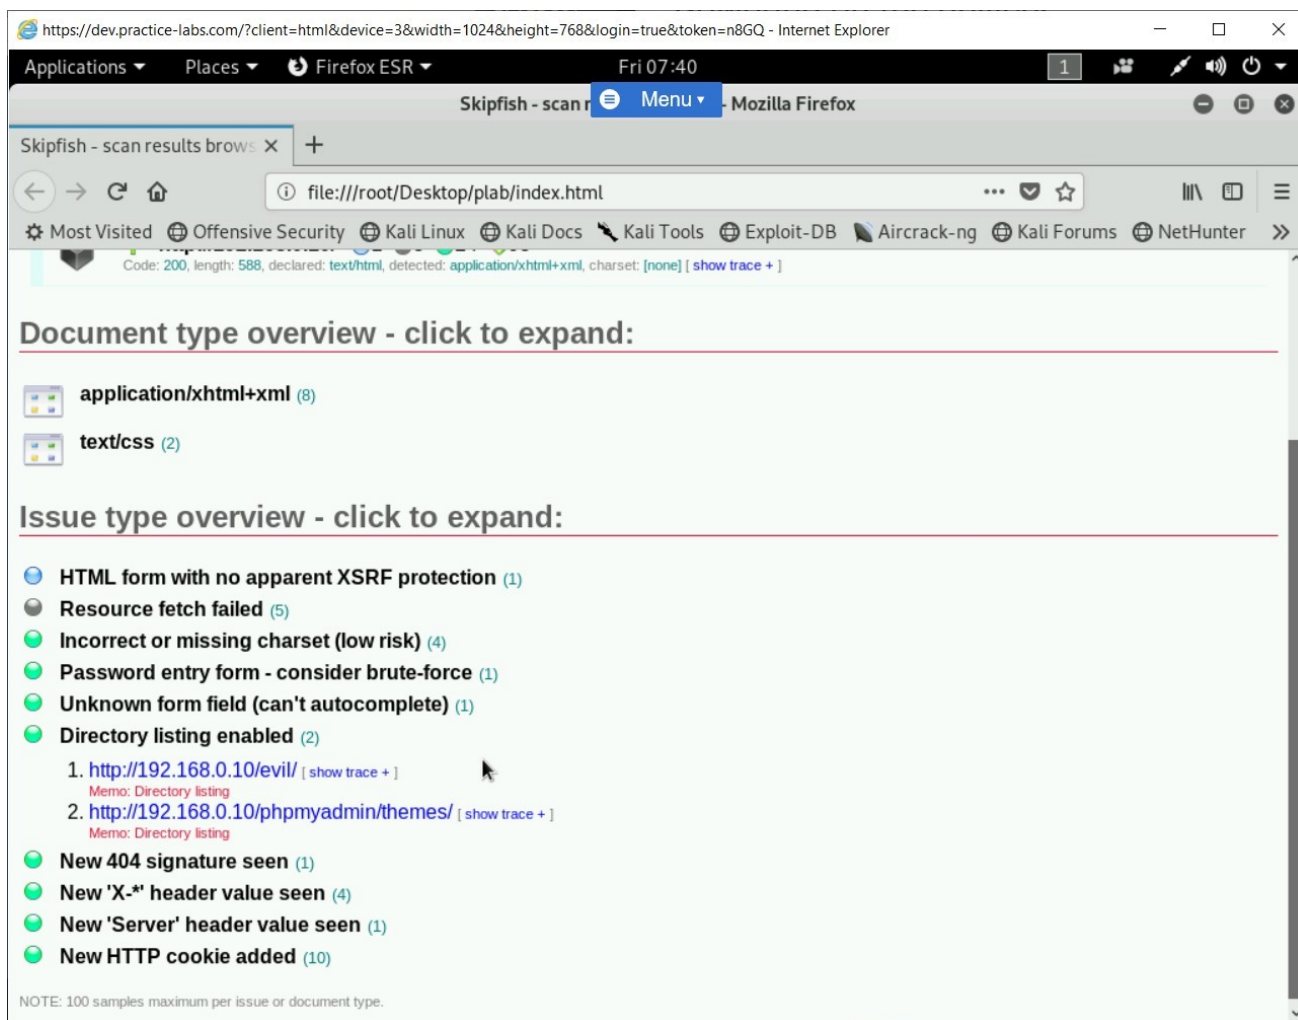 https://dev.practice-labs.com/?client=html&device=3&width=1024&height=768&login=true&token=n8GQ - Internet Explorer
Applications Places Firefox ESR Fri 07:40 1
Skipfish - scan r Menu - Mozilla Firefox
Skipfish - scan results brows
file:///root/Desktop/plab/index.html
Most Visited Offensive Security Kali Linux Kali Docs Kali Tools Exploit-DB Aircrack-ng Kali Forums NetHunter
Code: 200, length: 588, declared: text/html, detected: application/xhtml+xml, charset: [none] [ show trace + ]
Document type overview - click to expand:
application/xhtml+xml (8)
text/css (2)
Issue type overview - click to expand:
HTML form with no apparent XSRF protection (1)
Resource fetch failed (5)
Incorrect or missing charset (low risk) (4)
Password entry form - consider brute-force (1)
Unknown form field (can't autocomplete) (1)
Directory listing enabled (2)
1. http://192.168.0.10/evil/ [ show trace + ]
Memo: Directory listing
2. http://192.168.0.10/phpmyadmin/themes/ [ show trace + ]
Memo: Directory listing
New 404 signature seen (1)
New 'X-*' header value seen (4)
New 'Server' header value seen (1)
New HTTP cookie added (10)
NOTE: 100 samples maximum per issue or document type.